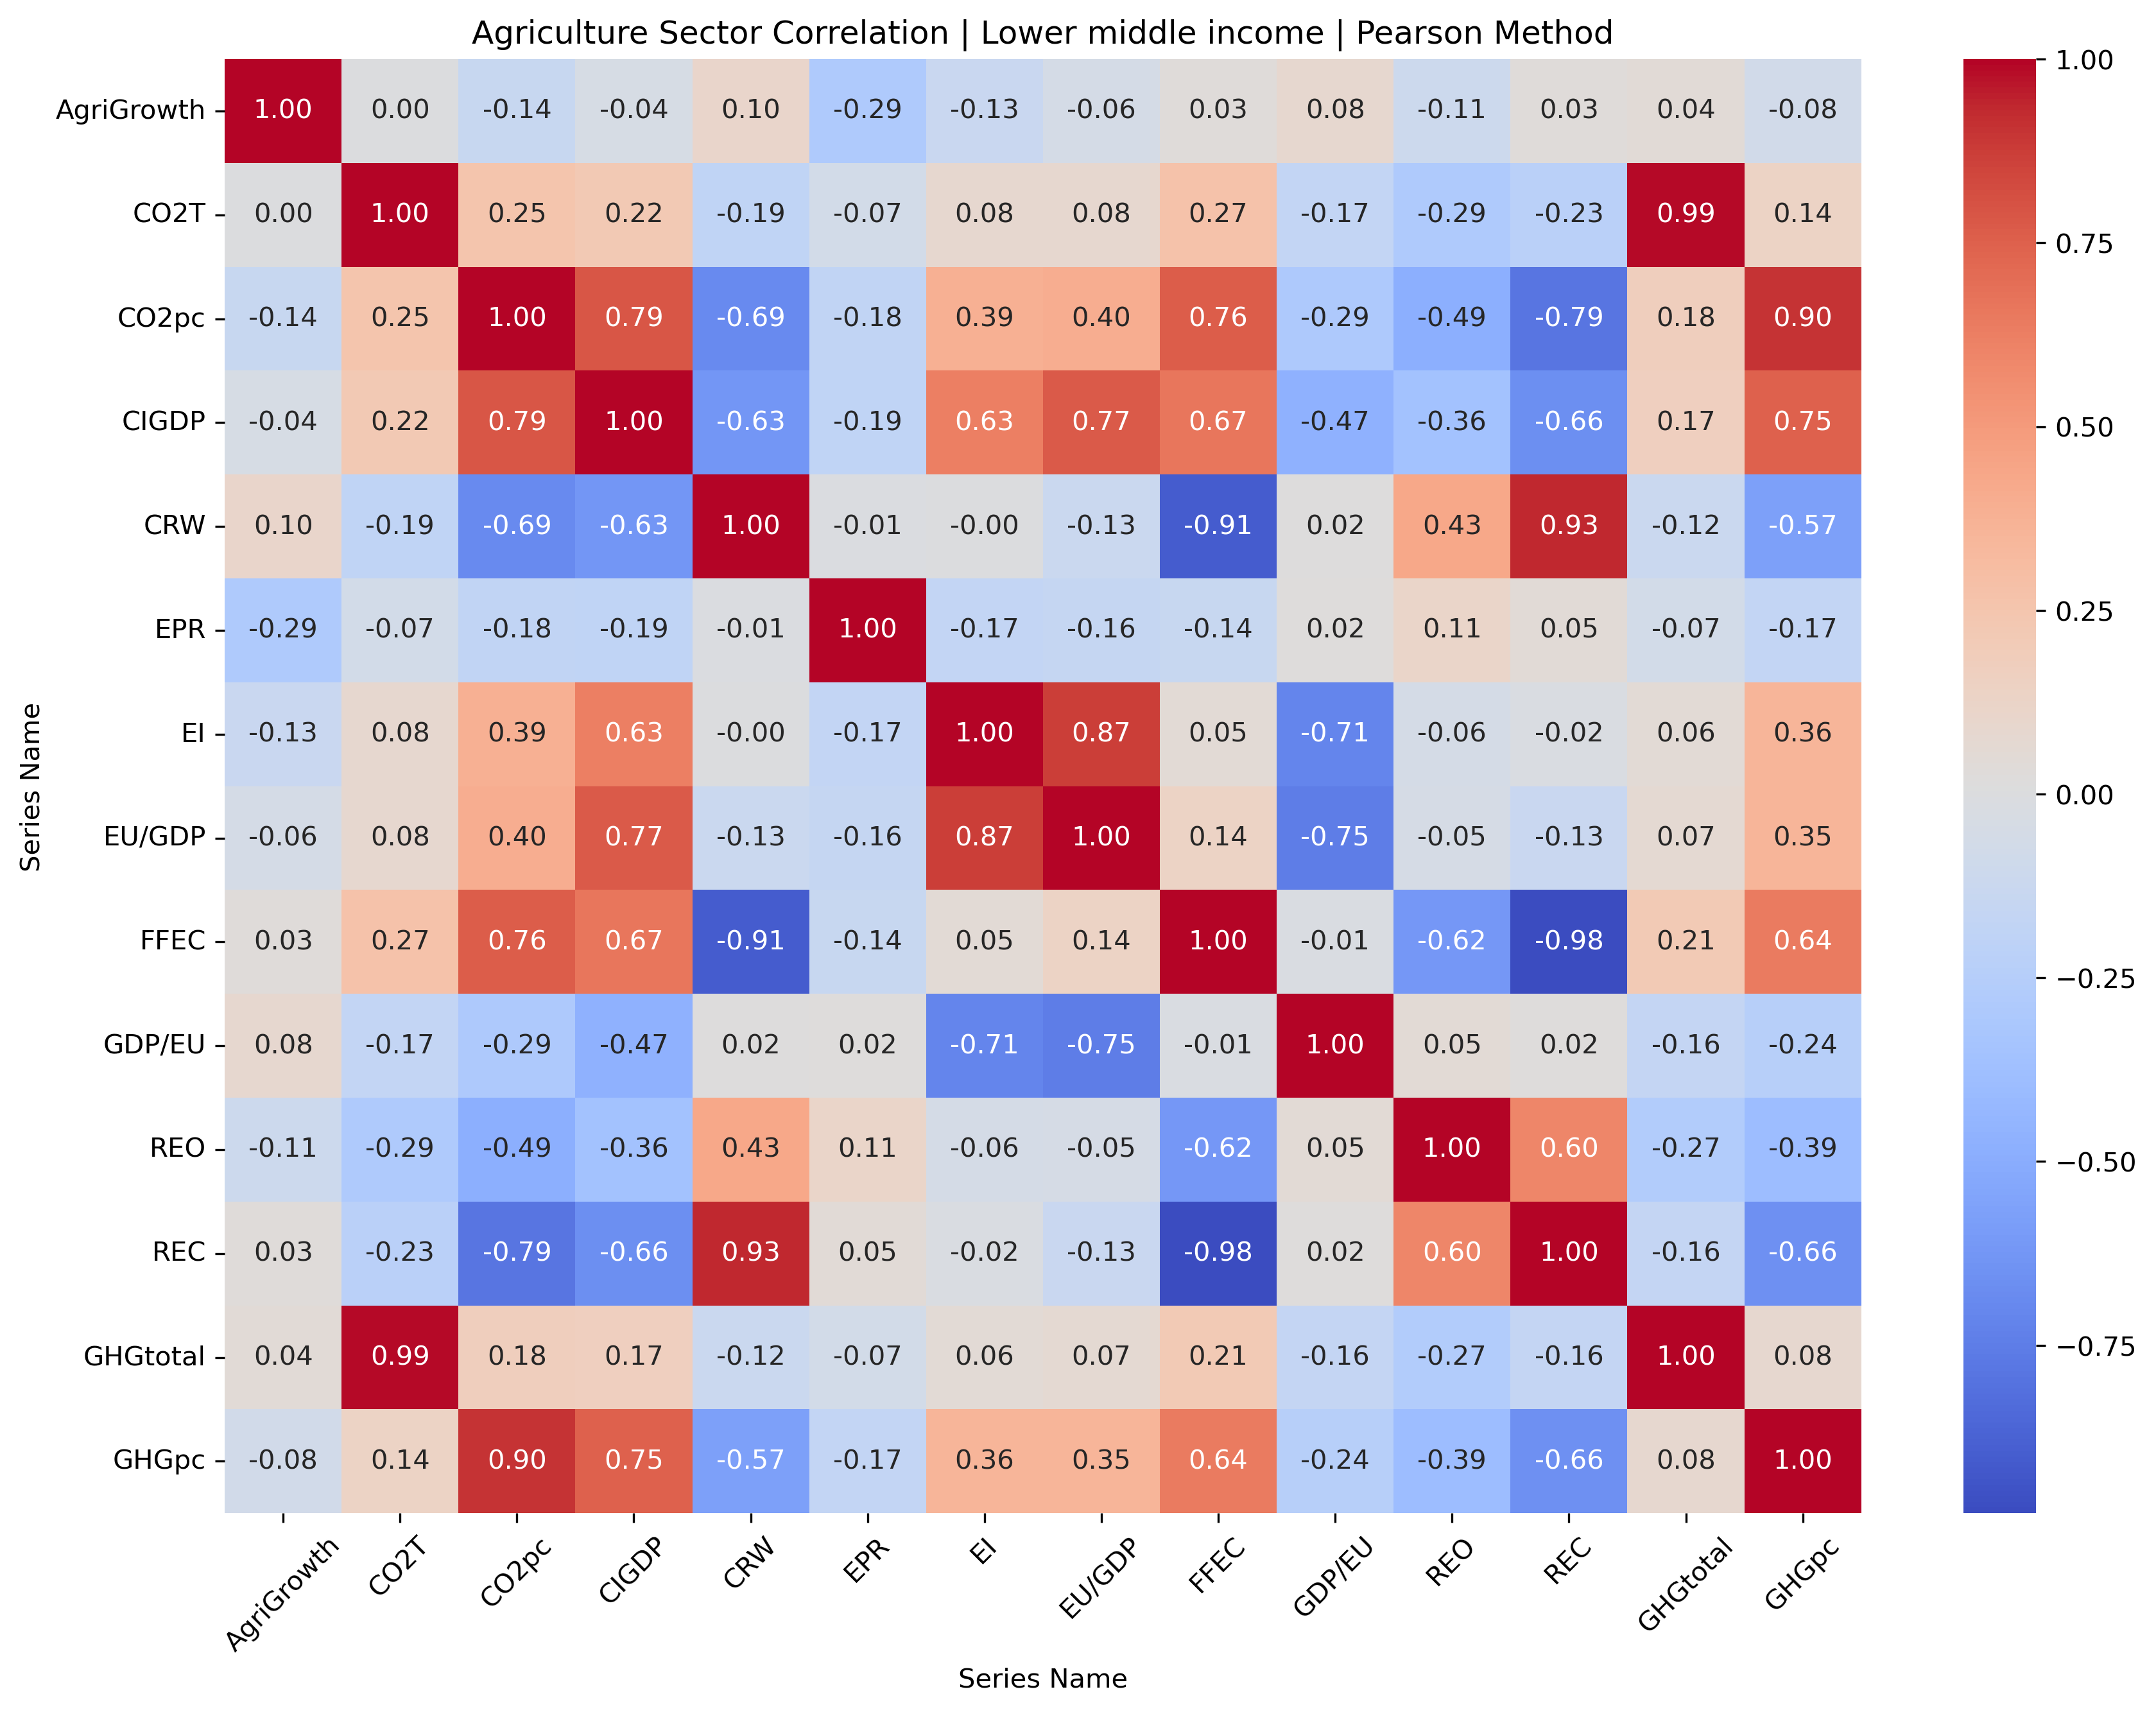 Agriculture Sector Correlation | Lower middle income | Pearson Method
AgriGrowth 1.00 0.00 -0.14 -0.04 0.10 -0.29 -0.13 -0.06 0.03 0.08 -0.11 0.03 0.04 -0.08
CO2T 0.00 1.00 0.25 0.22 -0.19 -0.07 0.08 0.08 0.27 -0.17 -0.29 -0.23 0.99 0.14
CO2pc -0.14 0.25 1.00 0.79 -0.69 -0.18 0.39 0.40 0.76 -0.29 -0.49 -0.79 0.18 0.90
CIGDP -0.04 0.22 0.79 1.00 -0.63 -0.19 0.63 0.77 0.67 -0.47 -0.36 -0.66 0.17 0.75
CRW 0.10 -0.19 -0.69 -0.63 1.00 -0.01 -0.00 -0.13 -0.91 0.02 0.43 0.93 -0.12 -0.57
EPR -0.29 -0.07 -0.18 -0.19 -0.01 1.00 -0.17 -0.16 -0.14 0.02 0.11 0.05 -0.07 -0.17
EI -0.13 0.08 0.39 0.63 -0.00 -0.17 1.00 0.87 0.05 -0.71 -0.06 -0.02 0.06 0.36
EU/GDP -0.06 0.08 0.40 0.77 -0.13 -0.16 0.87 1.00 0.14 -0.75 -0.05 -0.13 0.07 0.35
FFEC 0.03 0.27 0.76 0.67 -0.91 -0.14 0.05 0.14 1.00 -0.01 -0.62 -0.98 0.21 0.64
GDP/EU 0.08 -0.17 -0.29 -0.47 0.02 0.02 -0.71 -0.75 -0.01 1.00 0.05 0.02 -0.16 -0.24
REO -0.11 -0.29 -0.49 -0.36 0.43 0.11 -0.06 -0.05 -0.62 0.05 1.00 0.60 -0.27 -0.39
REC 0.03 -0.23 -0.79 -0.66 0.93 0.05 -0.02 -0.13 -0.98 0.02 0.60 1.00 -0.16 -0.66
GHGtotal 0.04 0.99 0.18 0.17 -0.12 -0.07 0.06 0.07 0.21 -0.16 -0.27 -0.16 1.00 0.08
GHGpc -0.08 0.14 0.90 0.75 -0.57 -0.17 0.36 0.35 0.64 -0.24 -0.39 -0.66 0.08 1.00
AgriGrowth CO2T CO2pc CIGDP CRW EPR EI EU/GDP FFEC GDP/EU REO REC GHGtotal GHGpc
Series Name
Series Name
1.00
0.75
0.50
0.25
0.00
−0.25
−0.50
−0.75